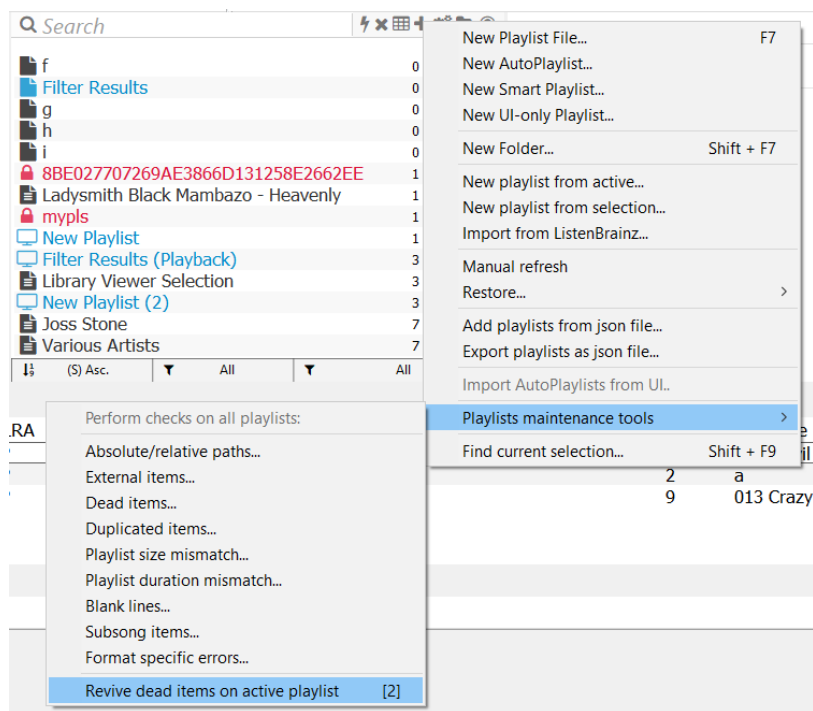 Search
f 0
Filter Results 0
g 0
h 0
i 0
8BE027707269AE3866D131258E2662EE 1
Ladysmith Black Mambazo - Heavenly 1
mypls 1
New Playlist 1
Filter Results (Playback) 3
Library Viewer Selection 3
New Playlist (2) 3
Joss Stone 7
Various Artists 7
(S) Asc. All All
New Playlist File... F7
New AutoPlaylist...
New Smart Playlist...
New UI-only Playlist...
New Folder... Shift + F7
New playlist from active...
New playlist from selection...
Import from ListenBrainz...
Manual refresh
Restore...
Add playlists from json file...
Export playlists as json file...
Import AutoPlaylists from UI..
Playlists maintenance tools
Find current selection... Shift + F9
Perform checks on all playlists:
Absolute/relative paths...
External items...
Dead items...
Duplicated items...
Playlist size mismatch...
Playlist duration mismatch...
Blank lines...
Subsong items...
Format specific errors...
Revive dead items on active playlist [2]
RA
2 a
9 013 Crazy